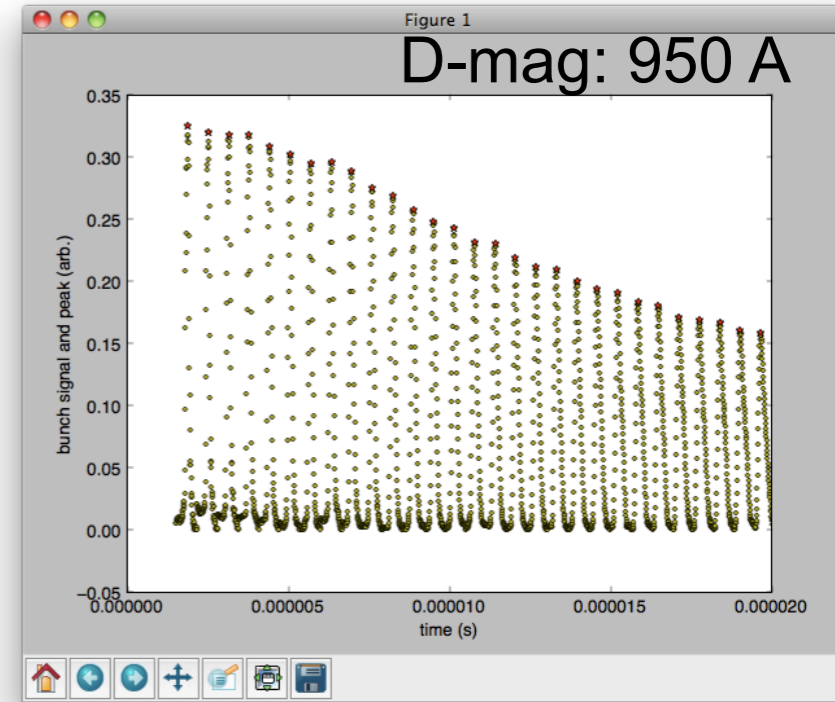 Figure 1
D-mag: 950 A
0.35
0.30
0.25
0.20
0.15
0.10
0.05
0.00
−0.05
bunch signal and peak (arb.)
0.000000 0.000005 0.000010 0.000015 0.000020
time (s)